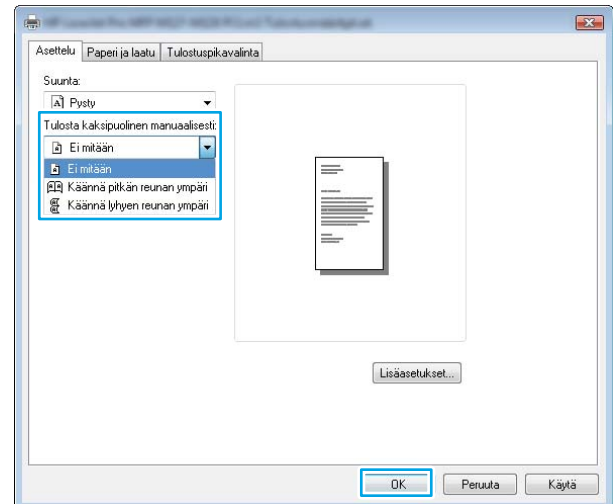 Asettelu Paperi ja laatu Tulostuspikavalinta
Suunta:
Pysty
Tulosta kaksipuolinen manuaalisesti:
Ei mitään
Ei mitään
Käännä pitkän reunan ympäri
Käännä lyhyen reunan ympäri
Lisäasetukset...
OK Peruuta Käytä